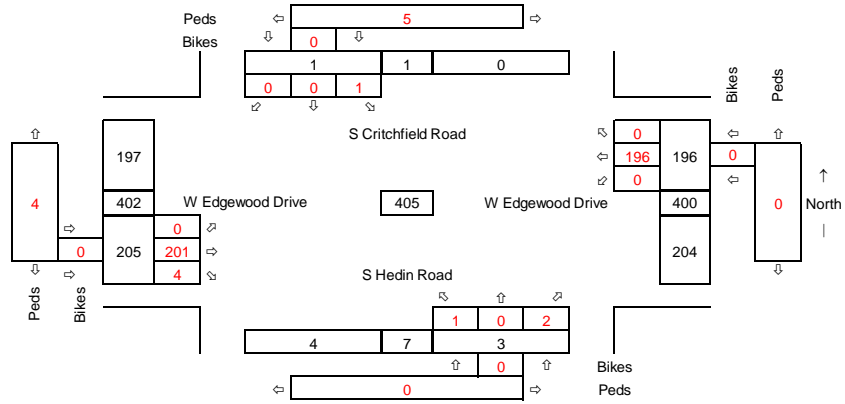 Peds 5
Bikes 0
1 1 0
0 0 1
Bikes
Peds
S Critchfield Road
197
0
196
0
196
0
4
402
W Edgewood Drive
405
W Edgewood Drive
400
0
North
0
205
0
201
4
204
S Hedin Road
Peds
Bikes
1 0 2
4 7 3
0 Bikes
0 Peds